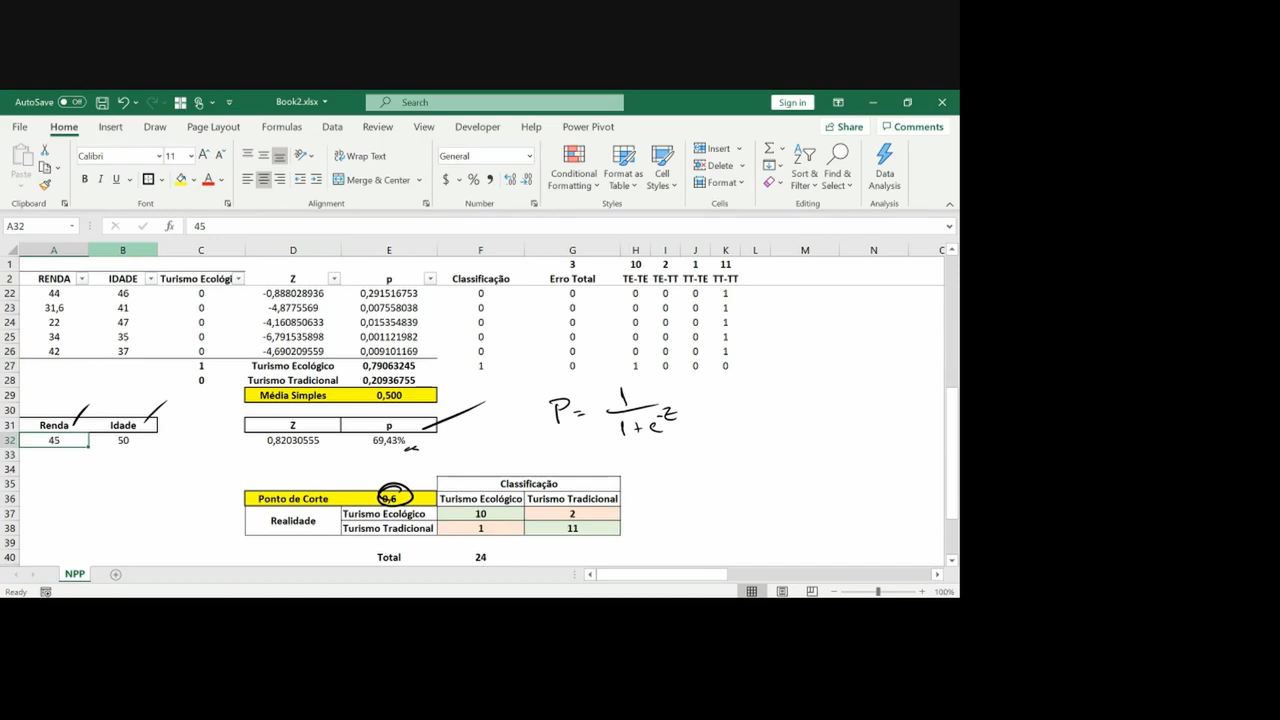 AutoSave Off Book2.xlsx Search Sign in
File Home Insert Draw Page Layout Formulas Data Review View Developer Help Power Pivot Share Comments
Paste Calibri 11 Wrap Text General Conditional Format as Cell Insert Sort & Find & Data
B I U Merge & Center $ % Formatting Table Styles Delete Filter Select Analysis
Format
Clipboard Font Alignment Number Styles Cells Editing Analysis
A32 fx 45
A B C D E F G H I J K L M N
1 3 10 2 1 11
2 RENDA IDADE Turismo Ecológi Z p Classificação Erro Total TE-TE TE-TT TT-TE TT-TT
22 44 46 0 -0,888028936 0,291516753 0 0 0 0 0 1
23 31,6 41 0 -4,8775569 0,007558038 0 0 0 0 0 1
24 22 47 0 -4,160850633 0,015354839 0 0 0 0 0 1
25 34 35 0 -6,791535898 0,001121982 0 0 0 0 0 1
26 42 37 0 -4,690209559 0,009101169 0 0 0 0 0 1
27 1 Turismo Ecológico 0,79063245 1 0 1 0 0 0
28 0 Turismo Tradicional 0,20936755
29 Média Simples 0,500
30 P = 1 / 1 + e^-z
31 Renda Idade Z p
32 45 50 0,82030555 69,43%
33
34
35 Classificação
36 Ponto de Corte 0,6 Turismo Ecológico Turismo Tradicional
37 Realidade Turismo Ecológico 10 2
38 Turismo Tradicional 1 11
39
40 Total 24
NPP
Ready 100%